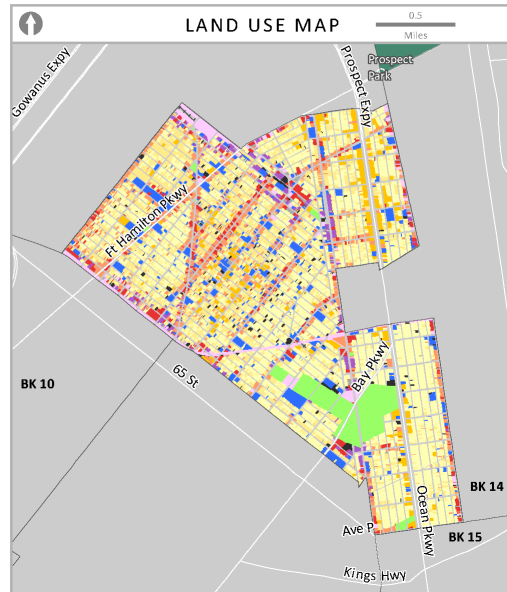 LAND USE MAP
0.5
Miles
Gowanus Expy
Prospect Expy
Prospect
Park
Ft Hamilton Pkwy
Bay Pkwy
65 St
BK 10
BK 14
Ocean Pkwy
Ave P
BK 15
Kings Hwy